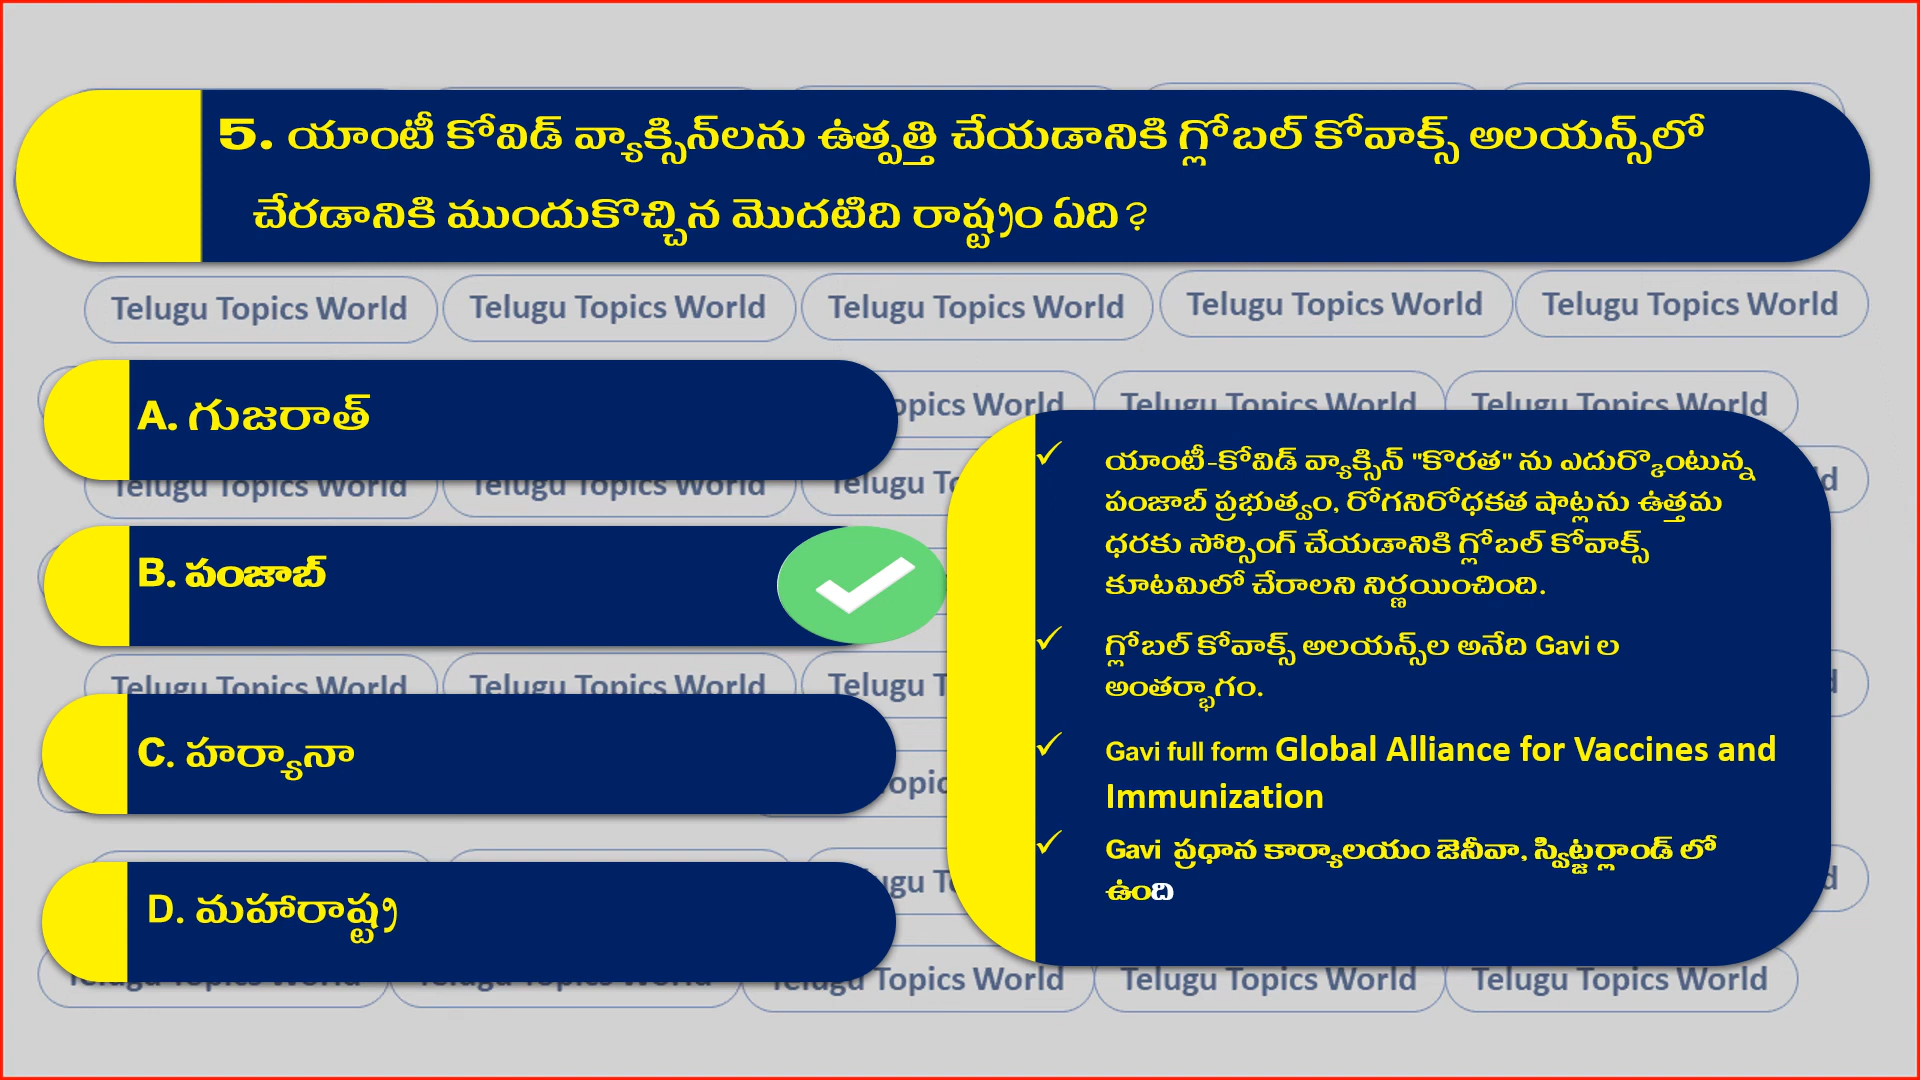 5. యాంటీ కోవిడ్ వ్యాక్సిన్‌లను ఉత్పత్తి చేయడానికి గ్లోబల్ కోవాక్స్ అలయన్స్‌లో
చేరడానికి ముందుకొచ్చిన మొదటిది రాష్ట్రం ఏది?
Telugu Topics World Telugu Topics World Telugu Topics World Telugu Topics World Telugu Topics World
A. గుజరాత్
opics World Telugu Topics World Telugu Topics World
Telugu Topics World Telugu Topics World
B. పంజాబ్
Telugu Topics World Telugu Topics World
C. హర్యానా
D. మహారాష్ట్ర
యాంటీ-కోవిడ్ వ్యాక్సిన్ "కొరత" ను ఎదుర్కొంటున్న
పంజాబ్ ప్రభుత్వం, రోగనిరోధకత షాట్లను ఉత్తమ
ధరకు సోర్సింగ్ చేయడానికి గ్లోబల్ కోవాక్స్
కూటమిలో చేరాలని నిర్ణయించింది.
గ్లోబల్ కోవాక్స్ అలయన్స్‌ల అనేది Gavi ల
అంతర్భాగం.
Gavi full form Global Alliance for Vaccines and
Immunization
Gavi ప్రధాన కార్యాలయం జెనీవా, స్విట్జర్లాండ్ లో
ఉంది
Telugu Topics World Telugu Topics World Telugu Topics World Telugu Topics World Telugu Topics World